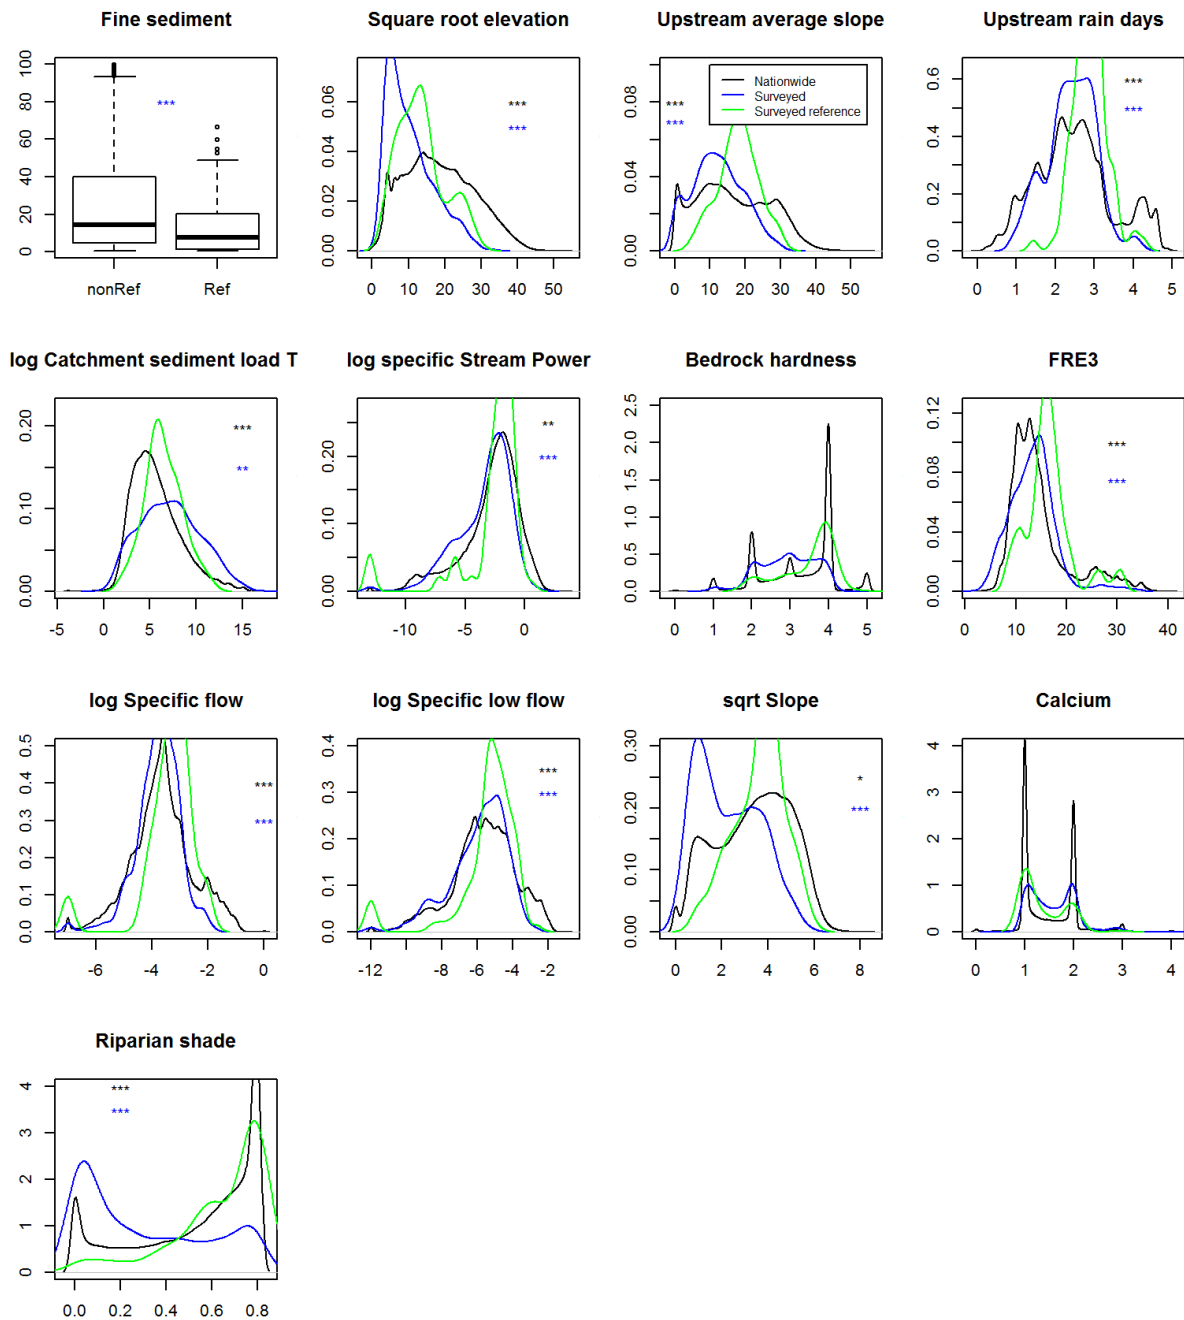 Fine sediment
0 20 40 60 80 100
***
nonRef Ref
Square root elevation
0.00 0.02 0.04 0.06
***
***
0 10 20 30 40 50
Upstream average slope
0.00 0.04 0.08
Nationwide
Surveyed
Surveyed reference
***
***
0 10 20 30 40 50
Upstream rain days
0.0 0.2 0.4 0.6
***
***
0 1 2 3 4 5
log Catchment sediment load T
0.00 0.10 0.20
***
**
-5 0 5 10 15
log specific Stream Power
0.00 0.10 0.20
**
***
-10 -5 0
Bedrock hardness
0.0 0.5 1.0 1.5 2.0 2.5
0 1 2 3 4 5
FRE3
0.00 0.04 0.08 0.12
***
***
0 10 20 30 40
log Specific flow
0.0 0.1 0.2 0.3 0.4 0.5
***
***
-6 -4 -2 0
log Specific low flow
0.0 0.1 0.2 0.3 0.4
***
***
-12 -10 -8 -6 -4 -2
sqrt Slope
0.00 0.10 0.20 0.30
*
***
0 2 4 6 8
Calcium
0 1 2 3 4
0 1 2 3 4
Riparian shade
0 1 2 3 4
***
***
0.0 0.2 0.4 0.6 0.8